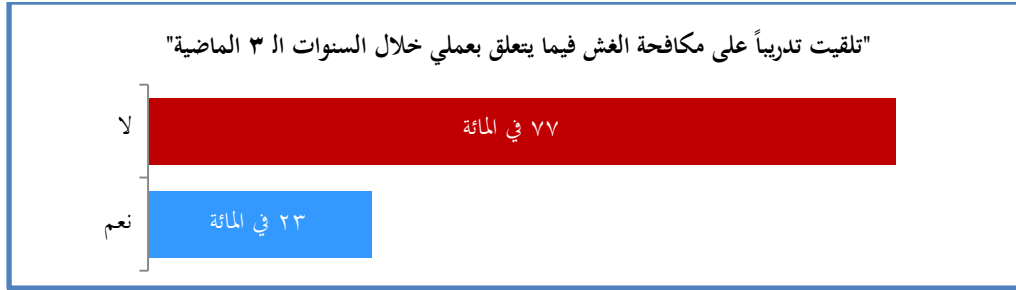 "تلقيت تدريباً على مكافحة الغش فيما يتعلق بعملي خلال السنوات الـ ٣ الماضية"
لا
٧٧ في المائة
نعم
٢٣ في المائة